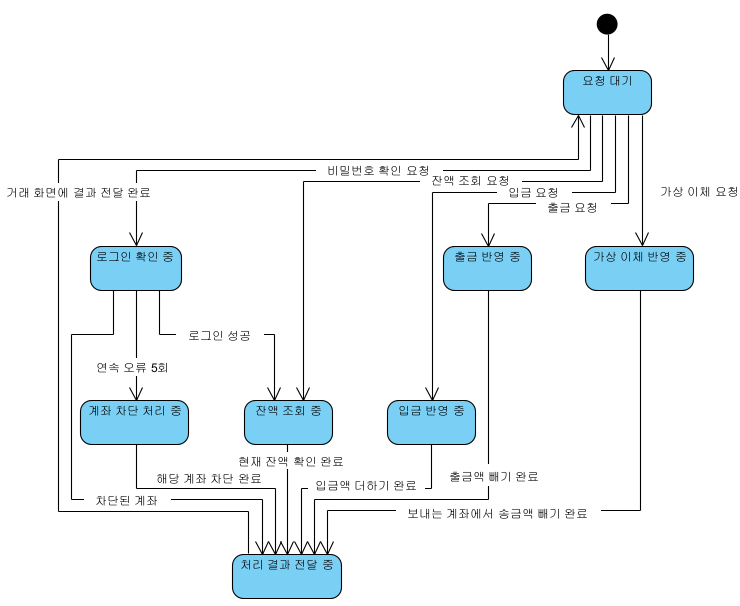 요청 대기
비밀번호 확인 요청
잔액 조회 요청
입금 요청
가상 이체 요청
거래 화면에 결과 전달 완료
출금 요청
로그인 확인 중
출금 반영 중
가상 이체 반영 중
로그인 성공
연속 오류 5회
계좌 차단 처리 중
잔액 조회 중
입금 반영 중
현재 잔액 확인 완료
해당 계좌 차단 완료
출금액 빼기 완료
입금액 더하기 완료
차단된 계좌
보내는 계좌에서 송금액 빼기 완료
처리 결과 전달 중